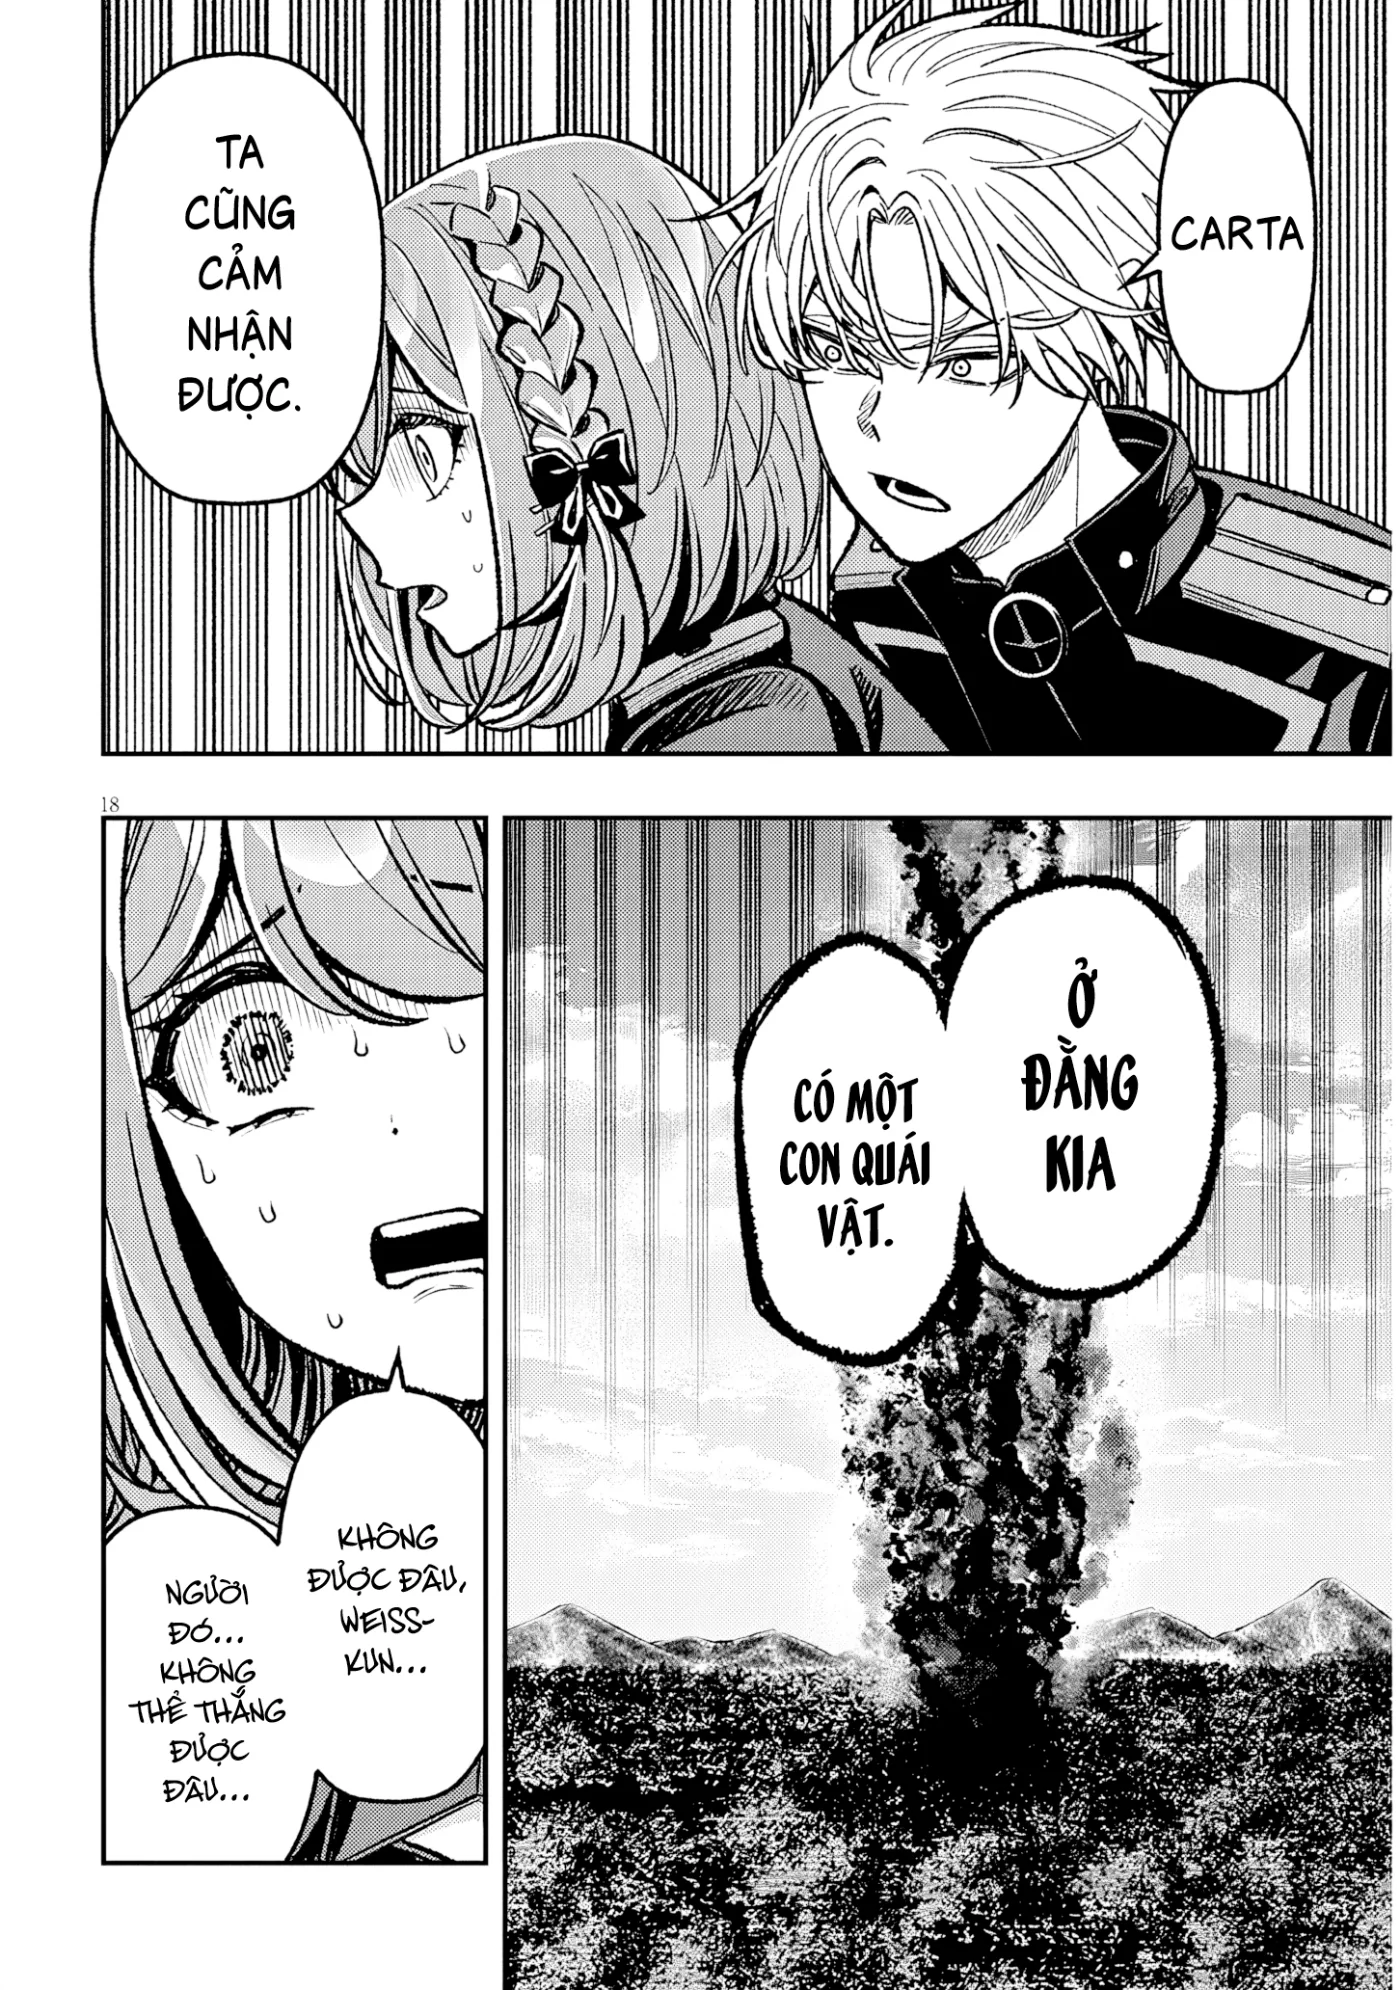 CARTA
TA
CŨNG
CẢM
NHẬN
ĐƯỢC.
18
Ở
ĐẰNG
KIA
CÓ MỘT
CON QUÁI
VẬT.
KHÔNG
ĐƯỢC ĐÂU,
WEISS-
KUN...
NGƯỜI
ĐÓ...
KHÔNG
THỂ THẮNG
ĐƯỢC
ĐÂU...